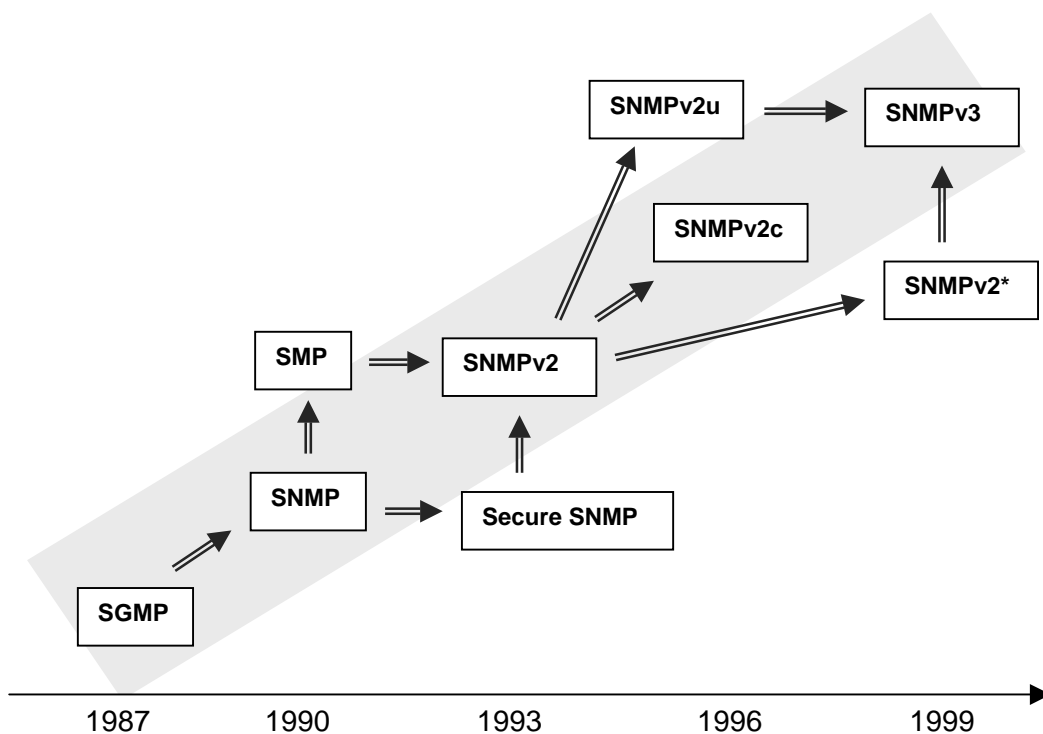 SNMPv2u
SNMPv3
SNMPv2c
SNMPv2*
SMP
SNMPv2
SNMP
Secure SNMP
SGMP
1987 1990 1993 1996 1999